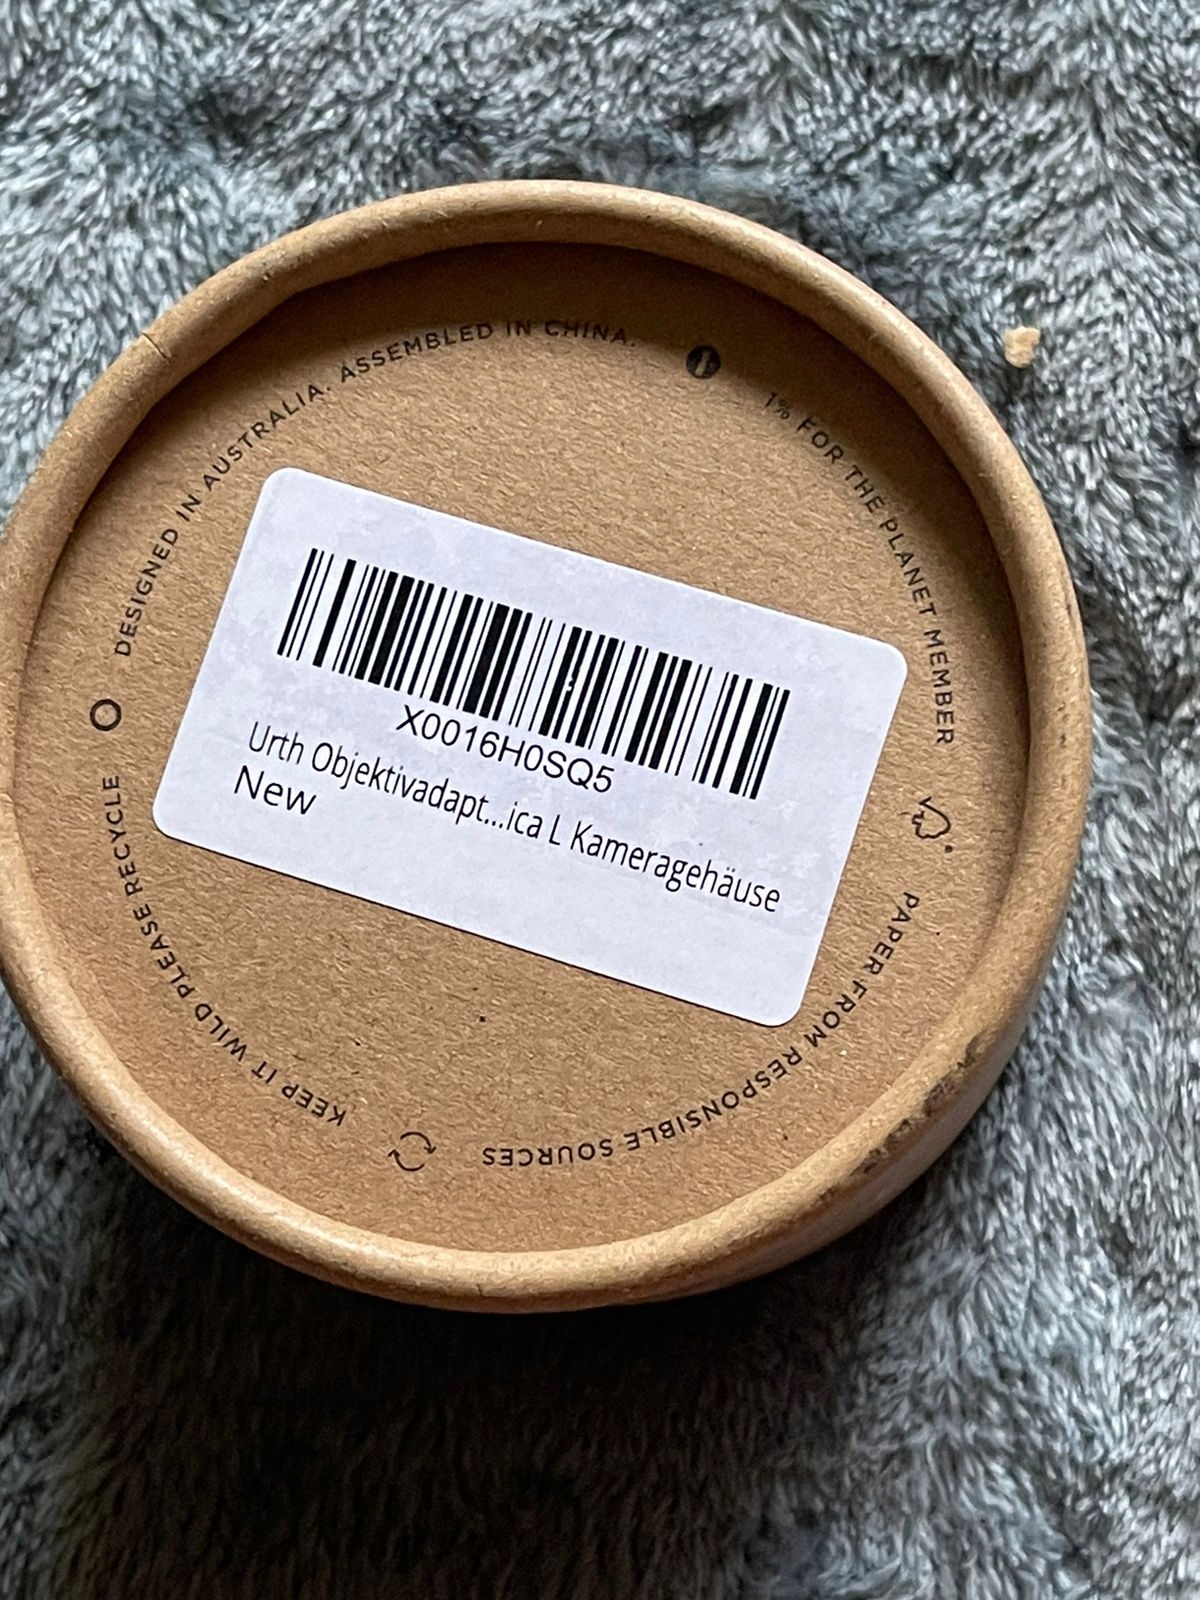 DESIGNED IN AUSTRALIA. ASSEMBLED IN CHINA.
1% FOR THE PLANET MEMBER
PAPER FROM RESPONSIBLE SOURCES
KEEP IT WILD PLEASE RECYCLE
X0016H0SQ5
Urth Objektivadapt...ica L Kameragehäuse
New